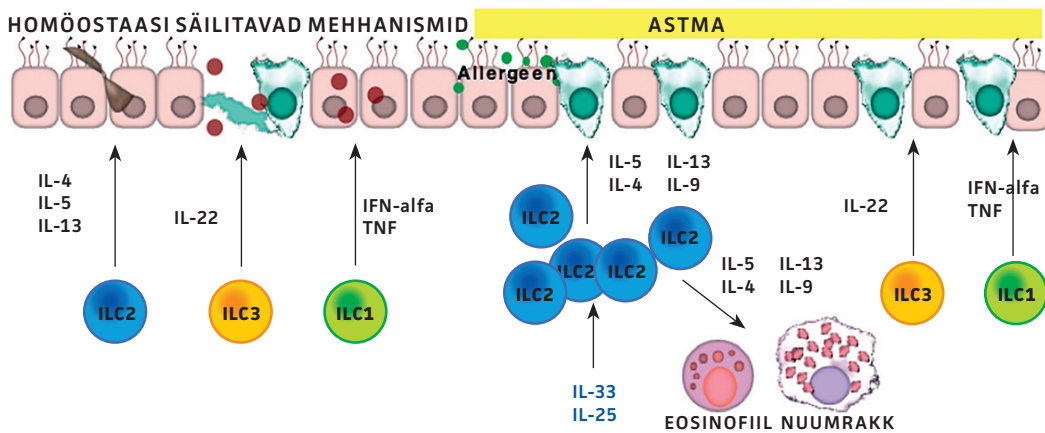 HOMÖOSTAASI SÄILITAVAD MEHHANISMID
ASTMA
Allergeen
IL-4
IL-5
IL-13
IL-22
IFN-alfa
TNF
ILC2
ILC3
ILC1
IL-5 IL-13
IL-4 IL-9
ILC2
ILC2
ILC2
ILC2
ILC2
IL-5 IL-13
IL-4 IL-9
IL-33
IL-25
EOSINOFIIL NUUMRAKK
IL-22
ILC3
IFN-alfa
TNF
ILC1